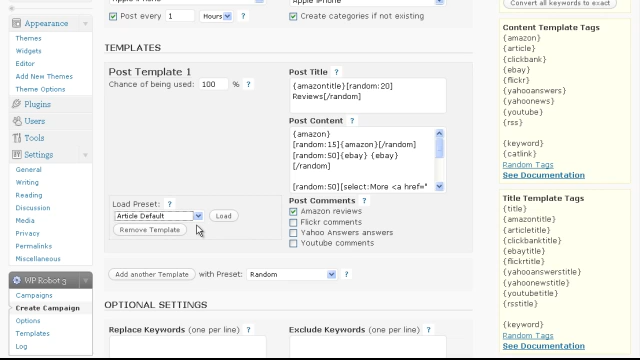 Appearance
Themes
Widgets
Editor
Add New Themes
Theme Options
Plugins
Users
Tools
Settings
General
Writing
Reading
Discussion
Media
Privacy
Permalinks
Miscellaneous
WP Robot 3
Campaigns
Create Campaign
Options
Templates
Log
Post every 1 Hours ?
Create categories if not existing
TEMPLATES
Post Template 1
Chance of being used: 100 % ?
Load Preset: ?
Article Default Load
Remove Template
Post Title ?
{amazontitle}[random:20]
Reviews[/random]
Post Content ?
{amazon}
[random:15]{amazon}[/random]
[random:50]{ebay} {ebay}
[/random]
[random:50][select:More <a href="
Post Comments ?
Amazon reviews
Flickr comments
Yahoo Answers answers
Youtube comments
Add another Template with Preset: Random ?
OPTIONAL SETTINGS
Replace Keywords (one per line) ?
Exclude Keywords (one per line) ?
Convert all keywords to exact
Content Template Tags
{amazon}
{article}
{clickbank}
{ebay}
{flickr}
{yahooanswers}
{yahoonews}
{youtube}
{rss}
{keyword}
{catlink}
Random Tags
See Documentation
Title Template Tags
{title}
{amazontitle}
{articletitle}
{clickbanktitle}
{ebaytitle}
{flickrtitle}
{yahooanswerstitle}
{yahoonewstitle}
{youtubetitle}
{rsstitle}
{keyword}
Random Tags
See Documentation